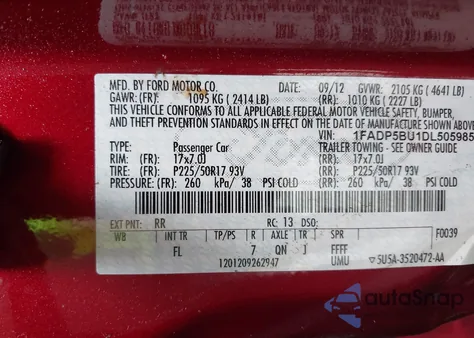 MFD. BY FORD MOTOR CO. 09/12 GVWR: 2105 KG ( 4641 LB)
GAWR: (FR): 1095 KG ( 2414 LB) (RR): 1010 KG ( 2227 LB)
THIS VEHICLE CONFORMS TO ALL APPLICABLE FEDERAL MOTOR VEHICLE SAFETY, BUMPER,
AND THEFT PREVENTION STANDARDS IN EFFECT ON THE DATE OF MANUFACTURE SHOWN ABOVE.
VIN: 1FADP5BU1DL505985
TYPE: Passenger Car TRAILER TOWING - SEE OWNER GUIDE
RIM: (FR): 17x7.0J (RR): 17x7.0J
TIRE: P225/50R17 93V P225/50R17 93V
PRESSURE: (FR): 260 kPa/ 38 PSI COLD (RR): 260 kPa/ 38 PSI COLD
EXT PNT: RR RC: 13 DSO: F0039
WB INT TR TP/PS R AXLE TR SPR
FL 7 QN J FFFF
1201209262947 UMU 5U5A-3520472-AA
autoSnap